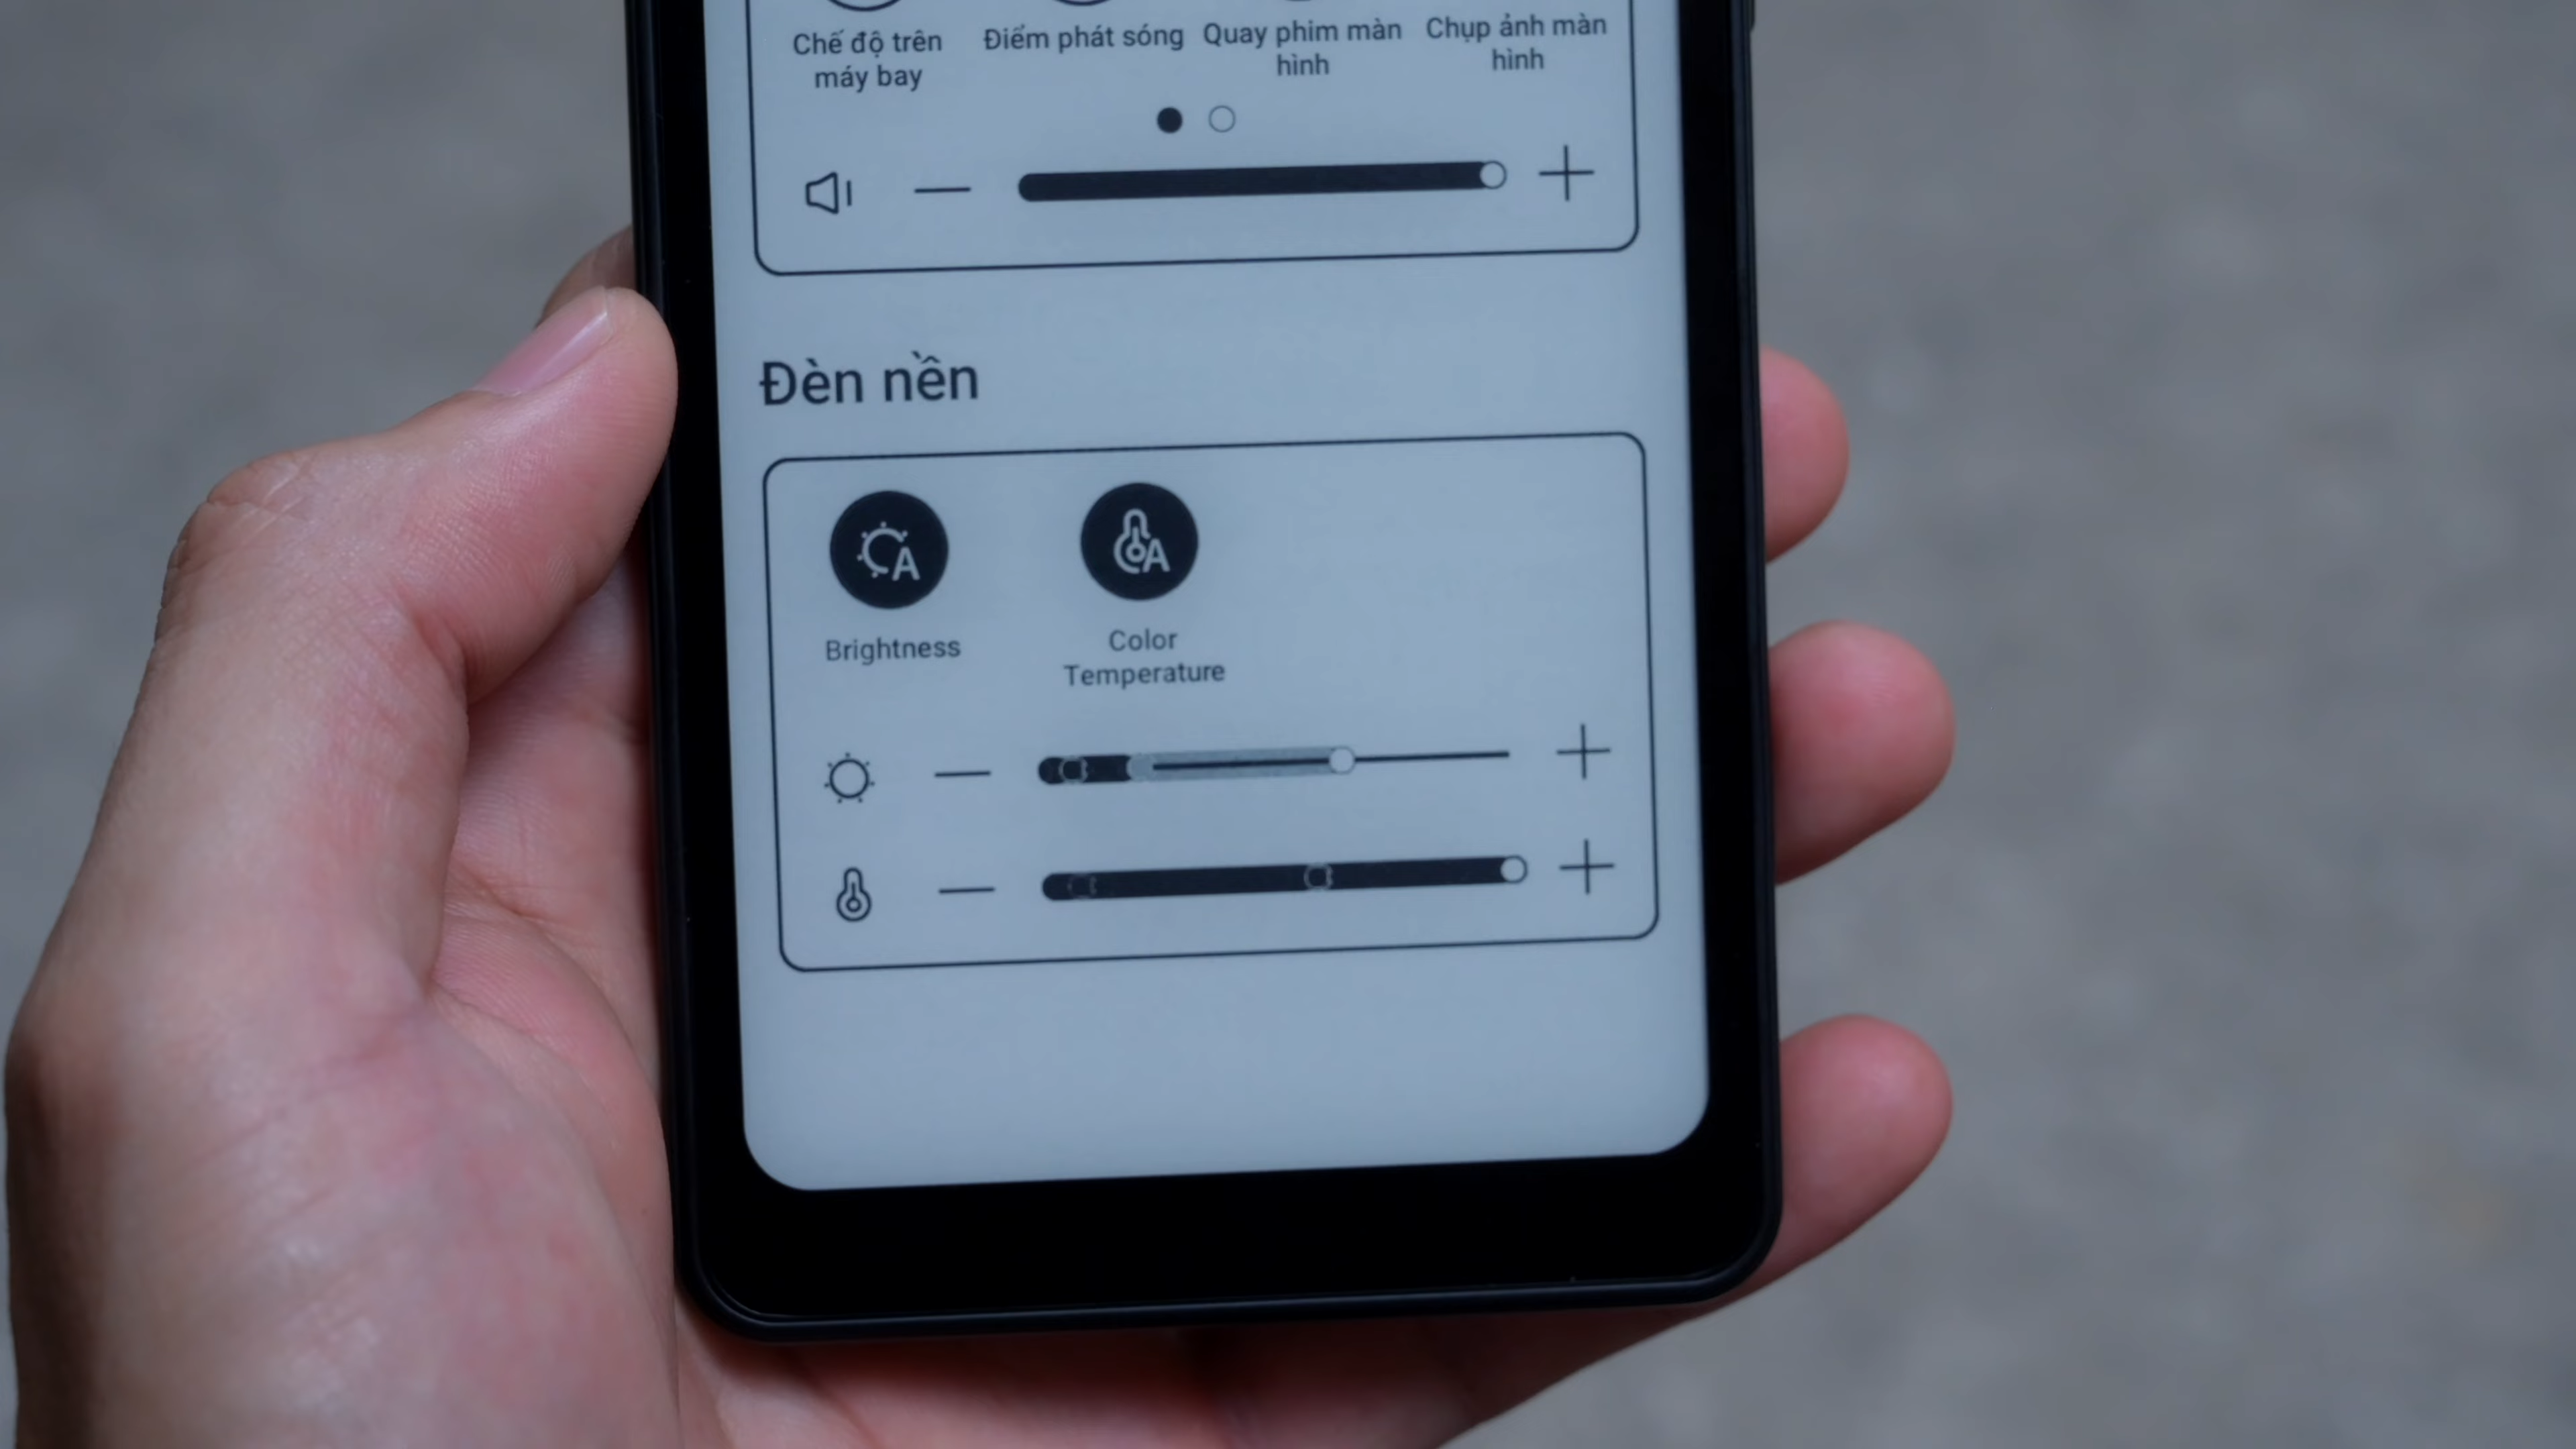 Chế độ trên
máy bay
Điểm phát sóng
Quay phim màn
hình
Chụp ảnh màn
hình
Đèn nền
A
A
Brightness
Color
Temperature